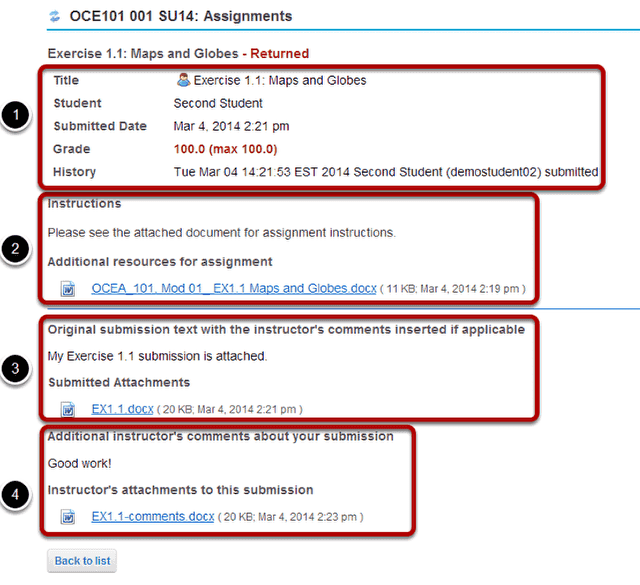 OCE101 001 SU14: Assignments
Exercise 1.1: Maps and Globes - Returned
1
Title Exercise 1.1: Maps and Globes
Student Second Student
Submitted Date Mar 4, 2014 2:21 pm
Grade 100.0 (max 100.0)
History Tue Mar 04 14:21:53 EST 2014 Second Student (demostudent02) submitted
2
Instructions
Please see the attached document for assignment instructions.
Additional resources for assignment
OCEA_101, Mod 01_ EX1.1 Maps and Globes.docx ( 11 KB; Mar 4, 2014 2:19 pm )
3
Original submission text with the instructor's comments inserted if applicable
My Exercise 1.1 submission is attached.
Submitted Attachments
EX1.1.docx ( 20 KB; Mar 4, 2014 2:21 pm )
4
Additional instructor's comments about your submission
Good work!
Instructor's attachments to this submission
EX1.1-comments.docx ( 20 KB; Mar 4, 2014 2:23 pm )
Back to list